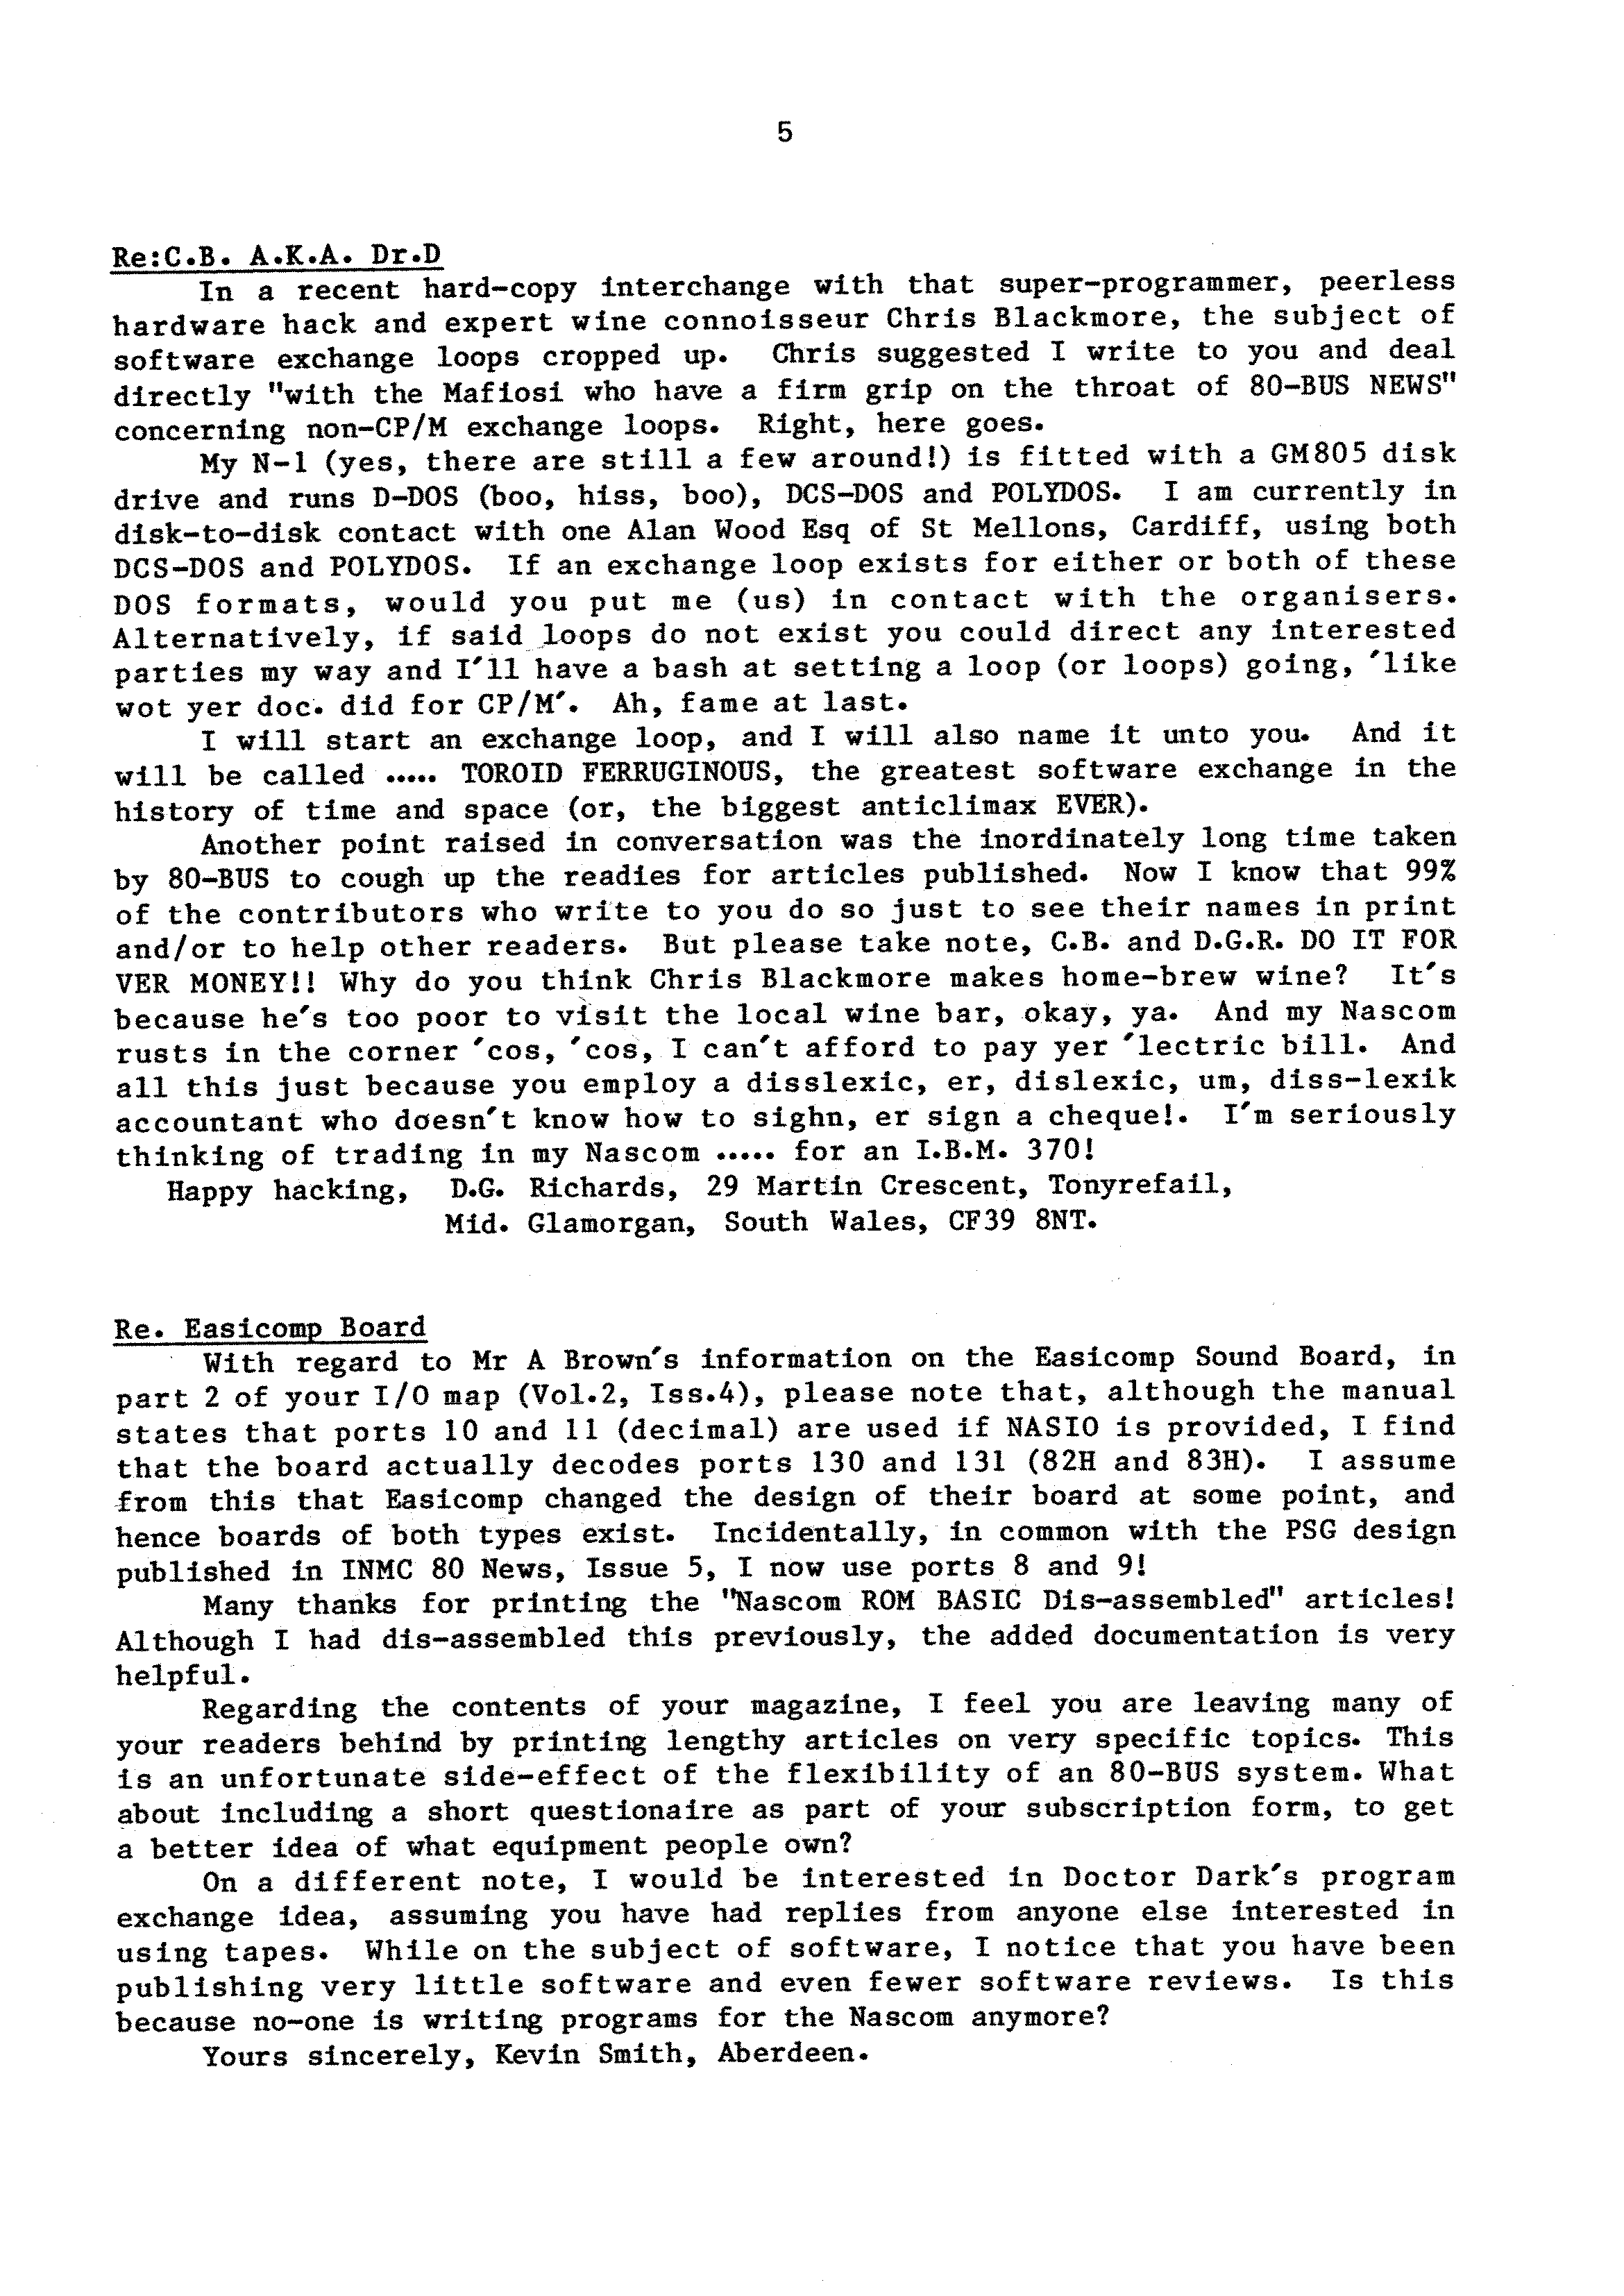 5
Re:C.B. A.K.A. Dr.D
In a recent hard-copy interchange with that super-programmer, peerless
hardware hack and expert wine connoisseur Chris Blackmore, the subject of
software exchange loops cropped up. Chris suggested I write to you and deal
directly "with the Mafiosi who have a firm grip on the throat of 80-BUS NEWS"
concerning non-CP/M exchange loops. Right, here goes.
My N-1 (yes, there are still a few around!) is fitted with a GM805 disk
drive and runs D-DOS (boo, hiss, boo), DCS-DOS and POLYDOS. I am currently in
disk-to-disk contact with one Alan Wood Esq of St Mellons, Cardiff, using both
DCS-DOS and POLYDOS. If an exchange loop exists for either or both of these
DOS formats, would you put me (us) in contact with the organisers.
Alternatively, if said loops do not exist you could direct any interested
parties my way and I'll have a bash at setting a loop (or loops) going, 'like
wot yer doc. did for CP/M'. Ah, fame at last.
I will start an exchange loop, and I will also name it unto you. And it
will be called ..... TOROID FERRUGINOUS, the greatest software exchange in the
history of time and space (or, the biggest anticlimax EVER).
Another point raised in conversation was the inordinately long time taken
by 80-BUS to cough up the readies for articles published. Now I know that 99%
of the contributors who write to you do so just to see their names in print
and/or to help other readers. But please take note, C.B. and D.G.R. DO IT FOR
VER MONEY!! Why do you think Chris Blackmore makes home-brew wine? It's
because he's too poor to visit the local wine bar, okay, ya. And my Nascom
rusts in the corner 'cos, 'cos, I can't afford to pay yer 'lectric bill. And
all this just because you employ a disslexic, er, dislexic, um, diss-lexik
accountant who doesn't know how to sighn, er sign a cheque!. I'm seriously
thinking of trading in my Nascom ..... for an I.B.M. 370!
Happy hacking, D.G. Richards, 29 Martin Crescent, Tonyrefail,
Mid. Glamorgan, South Wales, CF39 8NT.
Re. Easicomp Board
With regard to Mr A Brown's information on the Easicomp Sound Board, in
part 2 of your I/O map (Vol.2, Iss.4), please note that, although the manual
states that ports 10 and 11 (decimal) are used if NASIO is provided, I find
that the board actually decodes ports 130 and 131 (82H and 83H). I assume
from this that Easicomp changed the design of their board at some point, and
hence boards of both types exist. Incidentally, in common with the PSG design
published in INMC 80 News, Issue 5, I now use ports 8 and 9!
Many thanks for printing the "Nascom ROM BASIC Dis-assembled" articles!
Although I had dis-assembled this previously, the added documentation is very
helpful.
Regarding the contents of your magazine, I feel you are leaving many of
your readers behind by printing lengthy articles on very specific topics. This
is an unfortunate side-effect of the flexibility of an 80-BUS system. What
about including a short questionaire as part of your subscription form, to get
a better idea of what equipment people own?
On a different note, I would be interested in Doctor Dark's program
exchange idea, assuming you have had replies from anyone else interested in
using tapes. While on the subject of software, I notice that you have been
publishing very little software and even fewer software reviews. Is this
because no-one is writing programs for the Nascom anymore?
Yours sincerely, Kevin Smith, Aberdeen.